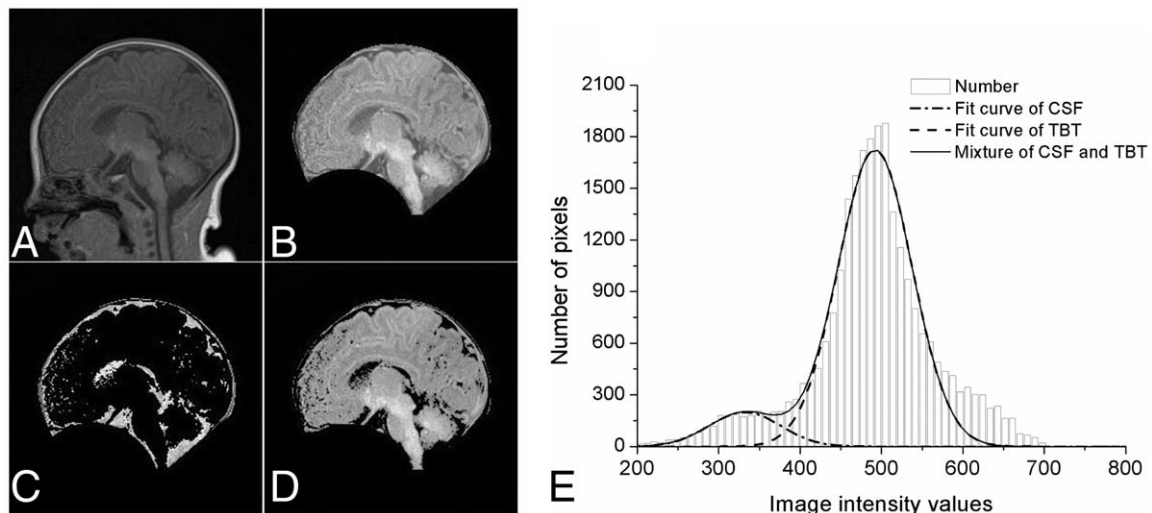 A
B
C
D
E
Number of pixels
2100
1800
1500
1200
900
600
300
0
200
300
400
500
600
700
800
Image intensity values
Number
Fit curve of CSF
Fit curve of TBT
Mixture of CSF and TBT